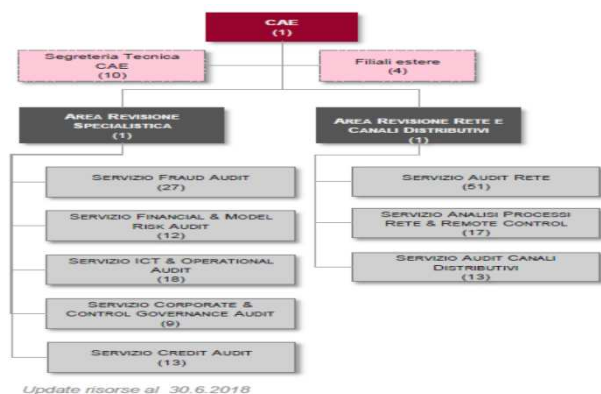 CAE
(1)
Segreteria Tecnica
CAE
(10)
Filiali estere
(4)
AREA REVISIONE
SPECIALISTICA
(1)
AREA REVISIONE RETE E
CANALI DISTRIBUTIVI
(1)
SERVIZIO FRAUD AUDIT
(27)
SERVIZIO FINANCIAL & MODEL
RISK AUDIT
(12)
SERVIZIO ICT & OPERATIONAL
AUDIT
(18)
SERVIZIO CORPORATE &
CONTROL GOVERNANCE AUDIT
(9)
SERVIZIO CREDIT AUDIT
(13)
SERVIZIO AUDIT RETE
(51)
SERVIZIO ANALISI PROCESSI
RETE & REMOTE CONTROL
(17)
SERVIZIO AUDIT CANALI
DISTRIBUTIVI
(13)
Update risorse al 30.6.2018